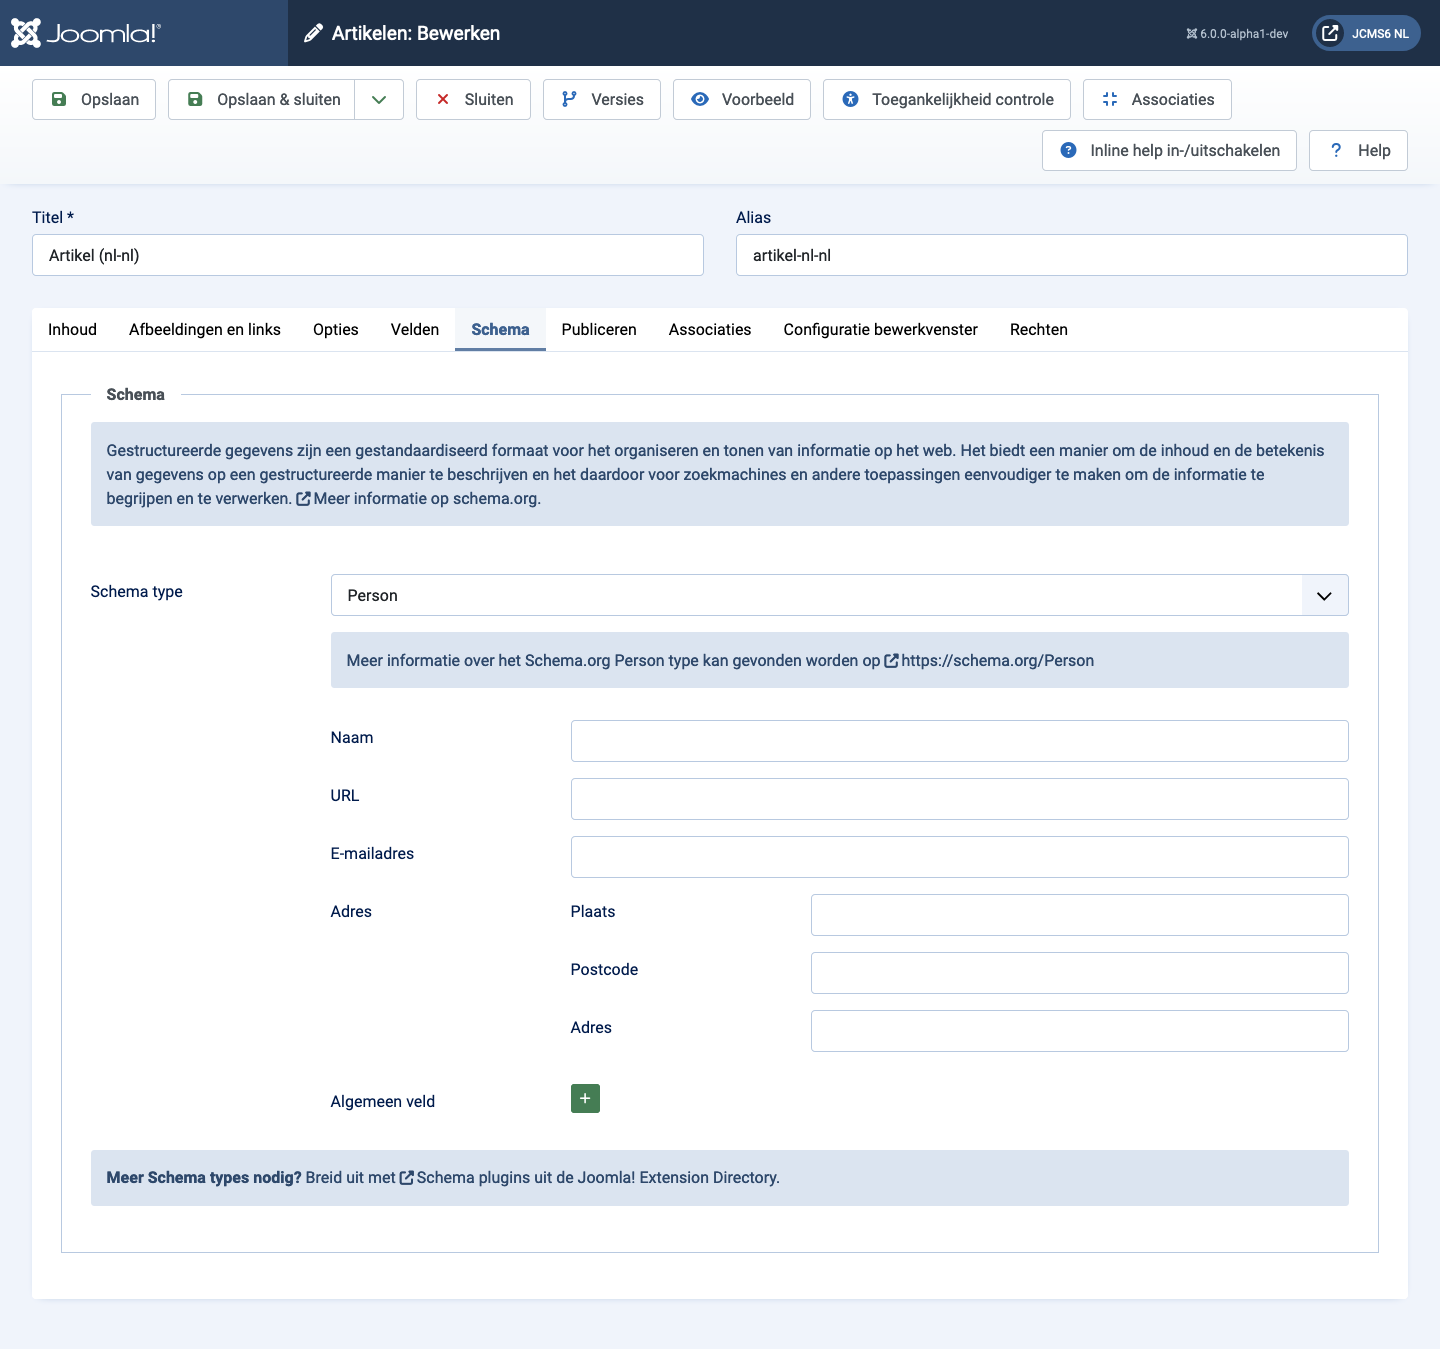 Joomla!®
Artikelen: Bewerken
6.0.0-alpha1-dev
JCMS6 NL
Opslaan
Opslaan & sluiten
Sluiten
Versies
Voorbeeld
Toegankelijkheid controle
Associaties
Inline help in-/uitschakelen
Help
Titel *
Alias
Artikel (nl-nl)
artikel-nl-nl
Inhoud
Afbeeldingen en links
Opties
Velden
Schema
Publiceren
Associaties
Configuratie bewerkvenster
Rechten
Schema
Gestructureerde gegevens zijn een gestandaardiseerd formaat voor het organiseren en tonen van informatie op het web. Het biedt een manier om de inhoud en de betekenis
van gegevens op een gestructureerde manier te beschrijven en het daardoor voor zoekmachines en andere toepassingen eenvoudiger te maken om de informatie te
begrijpen en te verwerken. Meer informatie op schema.org.
Schema type
Person
Meer informatie over het Schema.org Person type kan gevonden worden op https://schema.org/Person
Naam
URL
E-mailadres
Adres
Plaats
Postcode
Adres
Algemeen veld
Meer Schema types nodig? Breid uit met Schema plugins uit de Joomla! Extension Directory.